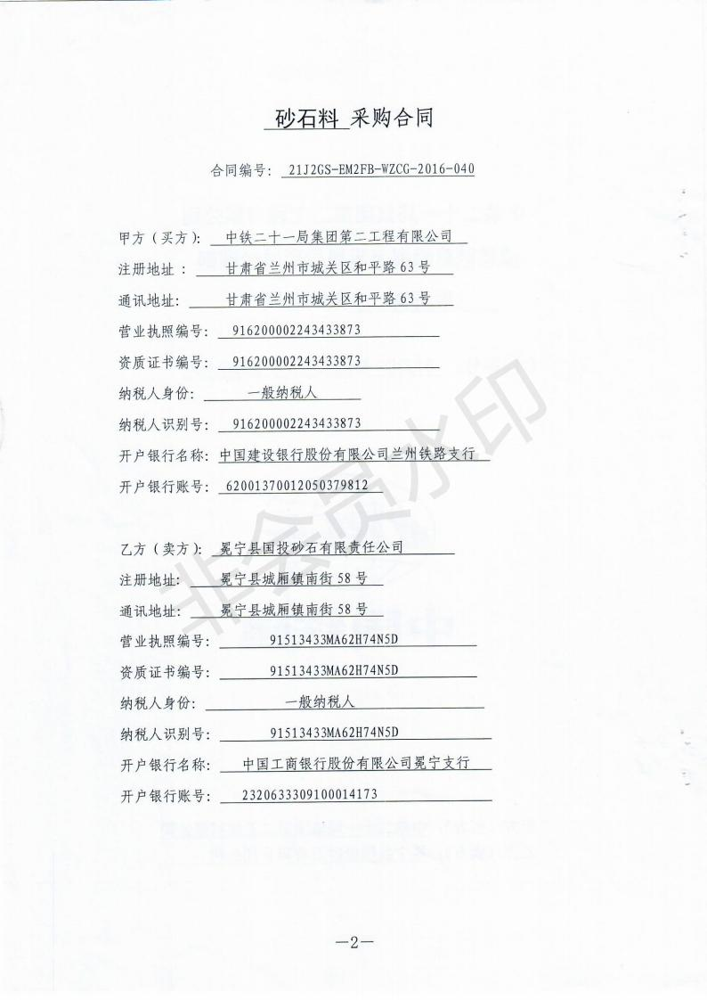 砂石料 采购合同
合同编号： 21J2GS-EM2FB-WZCG-2016-040
甲方（买方）： 中铁二十一局集团第二工程有限公司
注册地址 ： 甘肃省兰州市城关区和平路 63 号
通讯地址： 甘肃省兰州市城关区和平路 63 号
营业执照编号： 916200002243433873
资质证书编号： 916200002243433873
纳税人身份： 一般纳税人
纳税人识别号： 916200002243433873
开户银行名称： 中国建设银行股份有限公司兰州铁路支行
开户银行账号： 62001370012050379812
乙方（卖方）： 冕宁县国投砂石有限责任公司
注册地址： 冕宁县城厢镇南街 58 号
通讯地址： 冕宁县城厢镇南街 58 号
营业执照编号： 91513433MA62H74N5D
资质证书编号： 91513433MA62H74N5D
纳税人身份： 一般纳税人
纳税人识别号： 91513433MA62H74N5D
开户银行名称： 中国工商银行股份有限公司冕宁支行
开户银行账号： 2320633309100014173
非会员水印
—2—